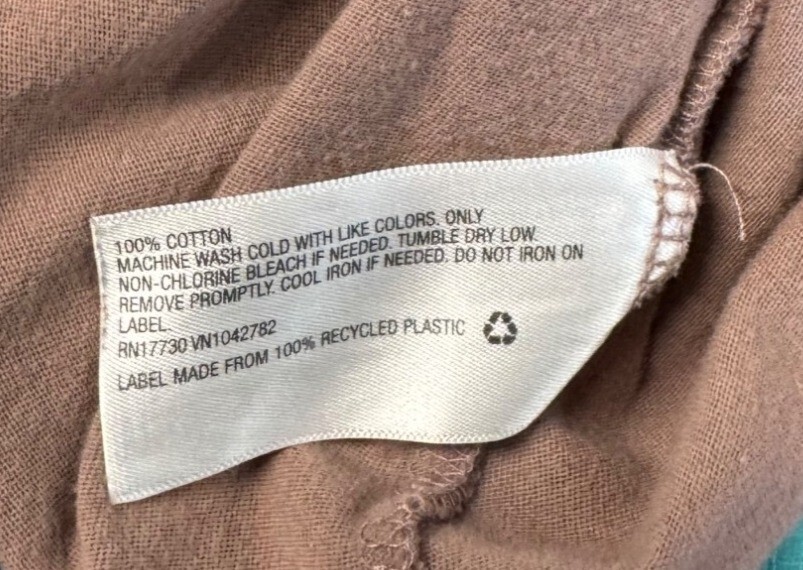 100% COTTON
MACHINE WASH COLD WITH LIKE COLORS. ONLY
NON-CHLORINE BLEACH IF NEEDED. TUMBLE DRY LOW.
REMOVE PROMPTLY. COOL IRON IF NEEDED. DO NOT IRON ON
LABEL.
RN17730 VN1042782
LABEL MADE FROM 100% RECYCLED PLASTIC